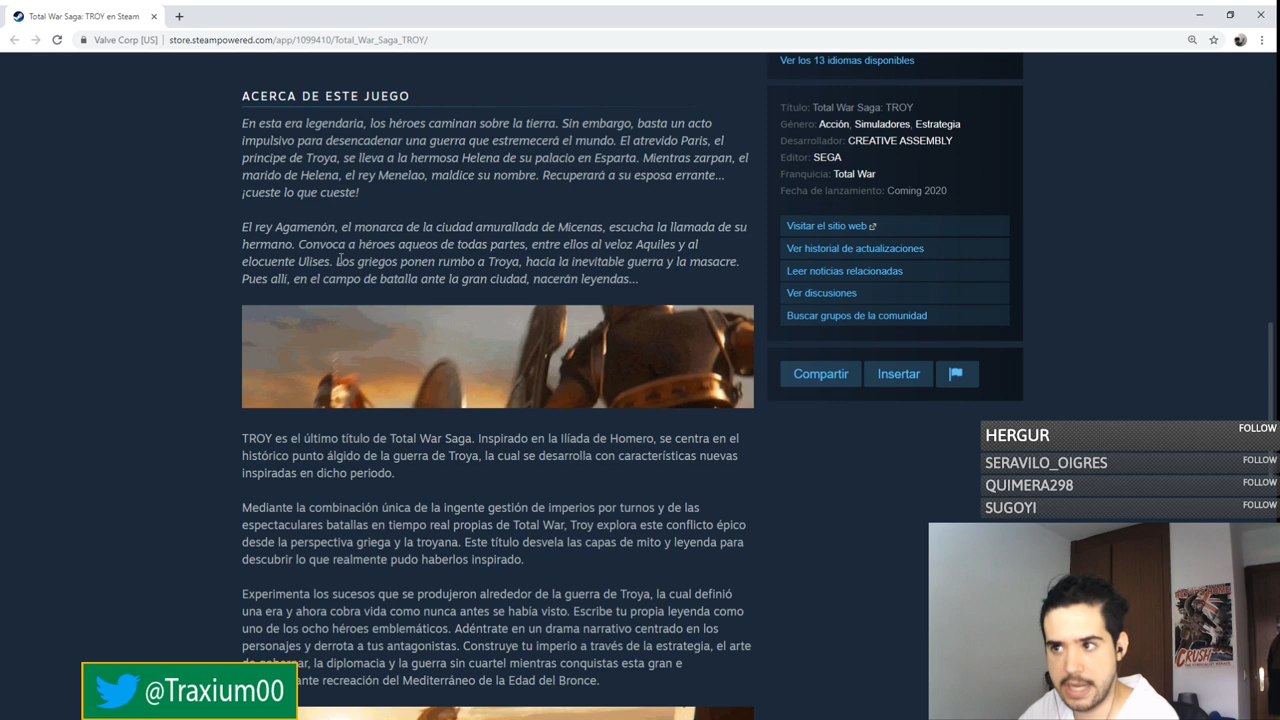 Total War Saga: TROY en Steam
Valve Corp [US] store.steampowered.com/app/1099410/Total_War_Saga_TROY/
Ver los 13 idiomas disponibles
ACERCA DE ESTE JUEGO
En esta era legendaria, los héroes caminan sobre la tierra. Sin embargo, basta un acto
impulsivo para desencadenar una guerra que estremecerá el mundo. El atrevido Paris, el
príncipe de Troya, se lleva a la hermosa Helena de su palacio en Esparta. Mientras zarpan, el
marido de Helena, el rey Menelao, maldice su nombre. Recuperará a su esposa errante...
¡cueste lo que cueste!
El rey Agamenón, el monarca de la ciudad amurallada de Micenas, escucha la llamada de su
hermano. Convoca a héroes aqueos de todas partes, entre ellos al veloz Aquiles y al
elocuente Ulises. Los griegos ponen rumbo a Troya, hacia la inevitable guerra y la masacre.
Pues allí, en el campo de batalla ante la gran ciudad, nacerán leyendas...
TROY es el último título de Total War Saga. Inspirado en la Ilíada de Homero, se centra en el
histórico punto álgido de la guerra de Troya, la cual se desarrolla con características nuevas
inspiradas en dicho periodo.
Mediante la combinación única de la ingente gestión de imperios por turnos y de las
espectaculares batallas en tiempo real propias de Total War, Troy explora este conflicto épico
desde la perspectiva griega y la troyana. Este título desvela las capas de mito y leyenda para
descubrir lo que realmente pudo haberlos inspirado.
Experimenta los sucesos que se produjeron alrededor de la guerra de Troya, la cual definió
una era y ahora cobra vida como nunca antes se había visto. Escribe tu propia leyenda como
uno de los ocho héroes emblemáticos. Adéntrate en un drama narrativo centrado en los
personajes y derrota a tus antagonistas. Construye tu imperio a través de la estrategia, el arte
la diplomacia y la guerra sin cuartel mientras conquistas esta gran e
recreación del Mediterráneo de la Edad del Bronce.
Título: Total War Saga: TROY
Género: Acción, Simuladores, Estrategia
Desarrollador: CREATIVE ASSEMBLY
Editor: SEGA
Franquicia: Total War
Fecha de lanzamiento: Coming 2020
Visitar el sitio web
Ver historial de actualizaciones
Leer noticias relacionadas
Ver discusiones
Buscar grupos de la comunidad
Compartir
Insertar
HERGUR FOLLOW
SERAVILO_OIGRES FOLLOW
QUIMERA298 FOLLOW
SUGOYI FOLLOW
CRUSH
@Traxium00